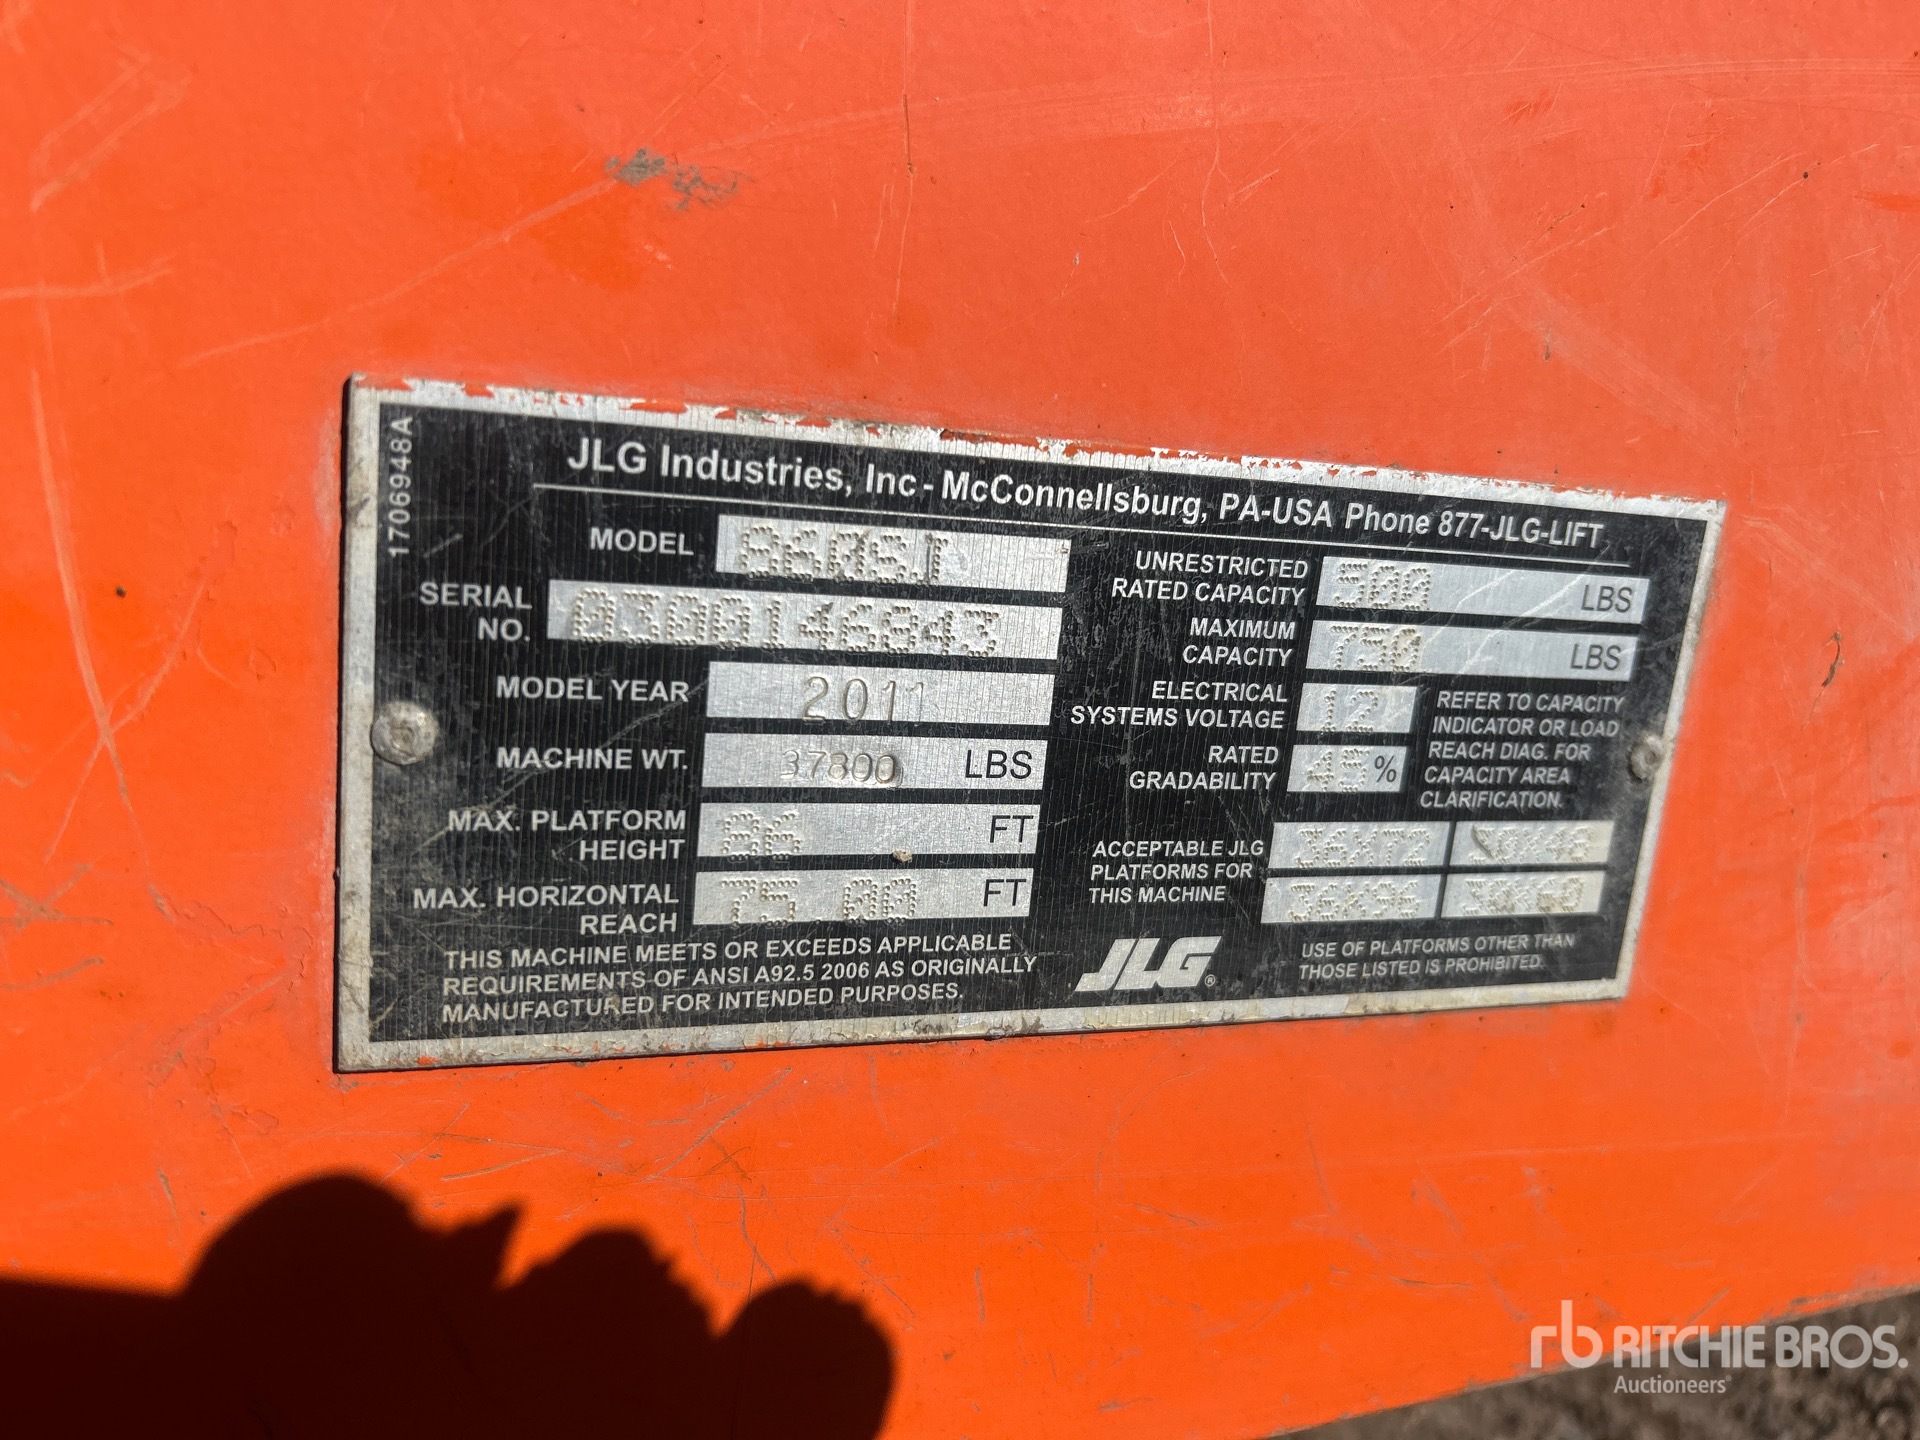 1706948A
JLG Industries, Inc - McConnellsburg, PA-USA Phone 877-JLG-LIFT
MODEL 860SJ
SERIAL NO. 0300146843
MODEL YEAR 2011
MACHINE WT. 37800 LBS
MAX. PLATFORM HEIGHT 86 FT
MAX. HORIZONTAL REACH 75.00 FT
THIS MACHINE MEETS OR EXCEEDS APPLICABLE
REQUIREMENTS OF ANSI A92.5 2006 AS ORIGINALLY
MANUFACTURED FOR INTENDED PURPOSES.
UNRESTRICTED
RATED CAPACITY 500 LBS
MAXIMUM
CAPACITY 750 LBS
ELECTRICAL
SYSTEMS VOLTAGE 12
RATED
GRADABILITY 45 %
REFER TO CAPACITY
INDICATOR OR LOAD
REACH DIAG. FOR
CAPACITY AREA
CLARIFICATION.
ACCEPTABLE JLG
PLATFORMS FOR
THIS MACHINE
36X72 30X48
36X96 30X60
JLG®
USE OF PLATFORMS OTHER THAN
THOSE LISTED IS PROHIBITED.
rb RITCHIE BROS.
Auctioneers